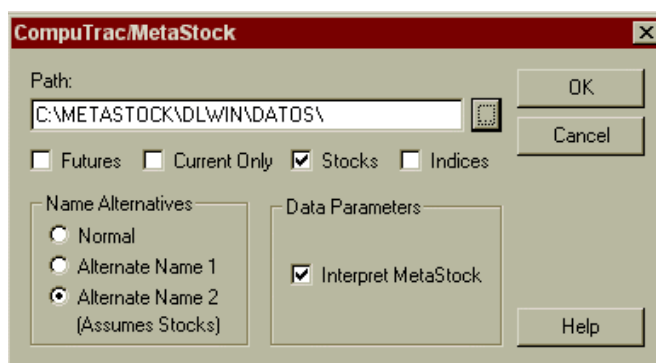 CompuTrac/MetaStock
Path:
C:\METASTOCK\DLWIN\DATOS\
OK
Cancel
Futures Current Only Stocks Indices
Name Alternatives
Normal
Alternate Name 1
Alternate Name 2
(Assumes Stocks)
Data Parameters
Interpret MetaStock
Help